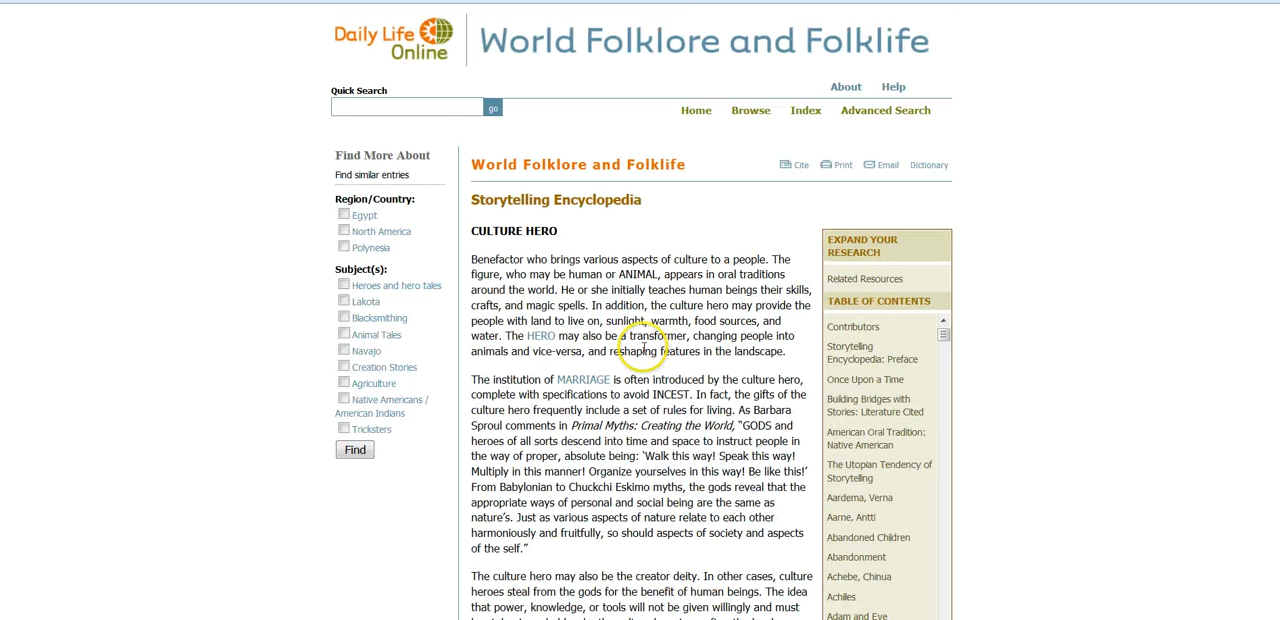 Daily Life Online
World Folklore and Folklife
Quick Search
go
About Help
Home Browse Index Advanced Search
Find More About
Find similar entries
Region/Country:
Egypt
North America
Polynesia
Subject(s):
Heroes and hero tales
Lakota
Blacksmithing
Animal Tales
Navajo
Creation Stories
Agriculture
Native Americans /
American Indians
Tricksters
Find
World Folklore and Folklife
Cite Print Email Dictionary
Storytelling Encyclopedia
CULTURE HERO
Benefactor who brings various aspects of culture to a people. The
figure, who may be human or ANIMAL, appears in oral traditions
around the world. He or she initially teaches human beings their skills,
crafts, and magic spells. In addition, the culture hero may provide the
people with land to live on, sunlight, warmth, food sources, and
water. The HERO may also be a transformer, changing people into
animals and vice-versa, and reshaping features in the landscape.
The institution of MARRIAGE is often introduced by the culture hero,
complete with specifications to avoid INCEST. In fact, the gifts of the
culture hero frequently include a set of rules for living. As Barbara
Sproul comments in Primal Myths: Creating the World, “GODS and
heroes of all sorts descend into time and space to instruct people in
the way of proper, absolute being: ‘Walk this way! Speak this way!
Multiply in this manner! Organize yourselves in this way! Be like this!’
From Babylonian to Chuckchi Eskimo myths, the gods reveal that the
appropriate ways of personal and social being are the same as
nature’s. Just as various aspects of nature relate to each other
harmoniously and fruitfully, so should aspects of society and aspects
of the self.”
The culture hero may also be the creator deity. In other cases, culture
heroes steal from the gods for the benefit of human beings. The idea
that power, knowledge, or tools will not be given willingly and must
EXPAND YOUR
RESEARCH
Related Resources
TABLE OF CONTENTS
Contributors
Storytelling
Encyclopedia: Preface
Once Upon a Time
Building Bridges with
Stories: Literature Cited
American Oral Tradition:
Native American
The Utopian Tendency of
Storytelling
Aardema, Verna
Aarne, Antti
Abandoned Children
Abandonment
Achebe, Chinua
Achilles
Adam and Eve